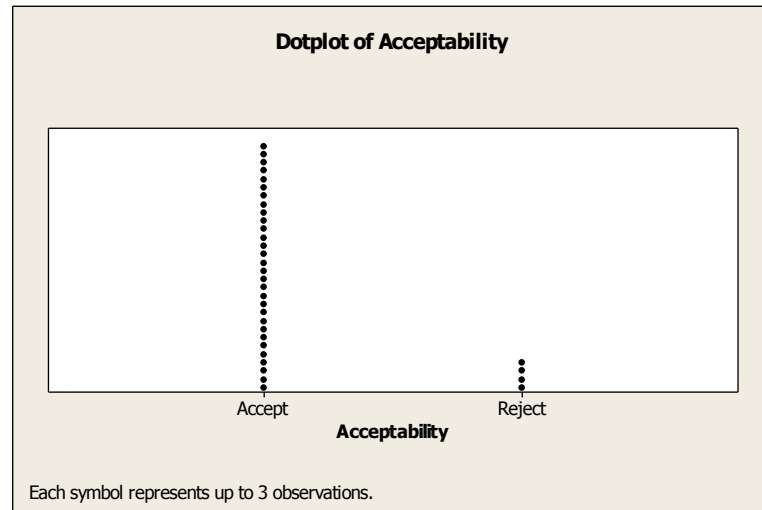 Dotplot of Acceptability
Accept Reject
Acceptability
Each symbol represents up to 3 observations.